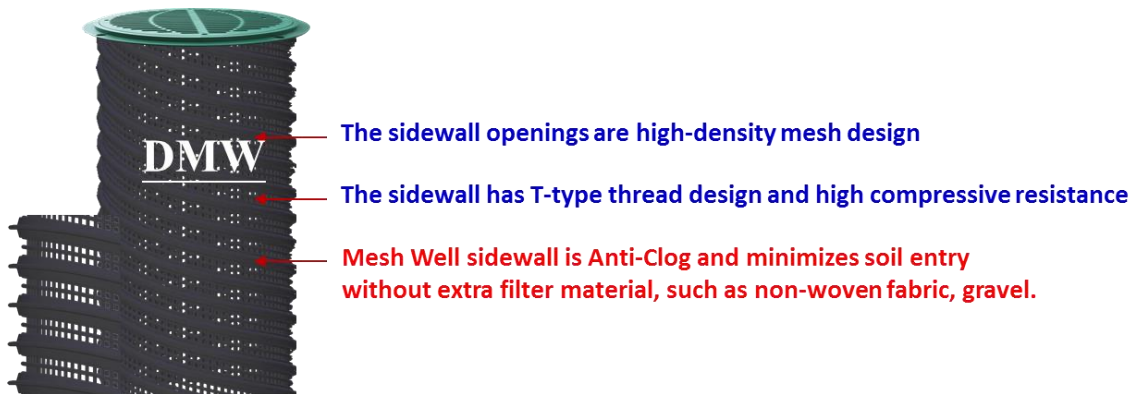 The sidewall openings are high-density mesh design
DMW
The sidewall has T-type thread design and high compressive resistance
Mesh Well sidewall is Anti-Clog and minimizes soil entry
without extra filter material, such as non-woven fabric, gravel.